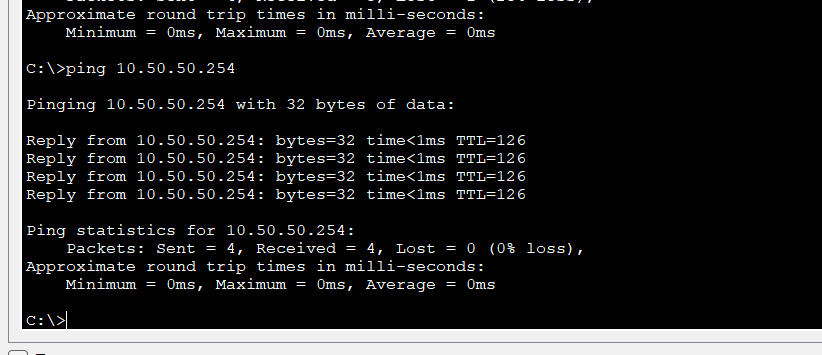 Approximate round trip times in milli-seconds:
    Minimum = 0ms, Maximum = 0ms, Average = 0ms
C:\>ping 10.50.50.254
Pinging 10.50.50.254 with 32 bytes of data:
Reply from 10.50.50.254: bytes=32 time<1ms TTL=126
Reply from 10.50.50.254: bytes=32 time<1ms TTL=126
Reply from 10.50.50.254: bytes=32 time<1ms TTL=126
Reply from 10.50.50.254: bytes=32 time<1ms TTL=126
Ping statistics for 10.50.50.254:
    Packets: Sent = 4, Received = 4, Lost = 0 (0% loss),
Approximate round trip times in milli-seconds:
    Minimum = 0ms, Maximum = 0ms, Average = 0ms
C:\>